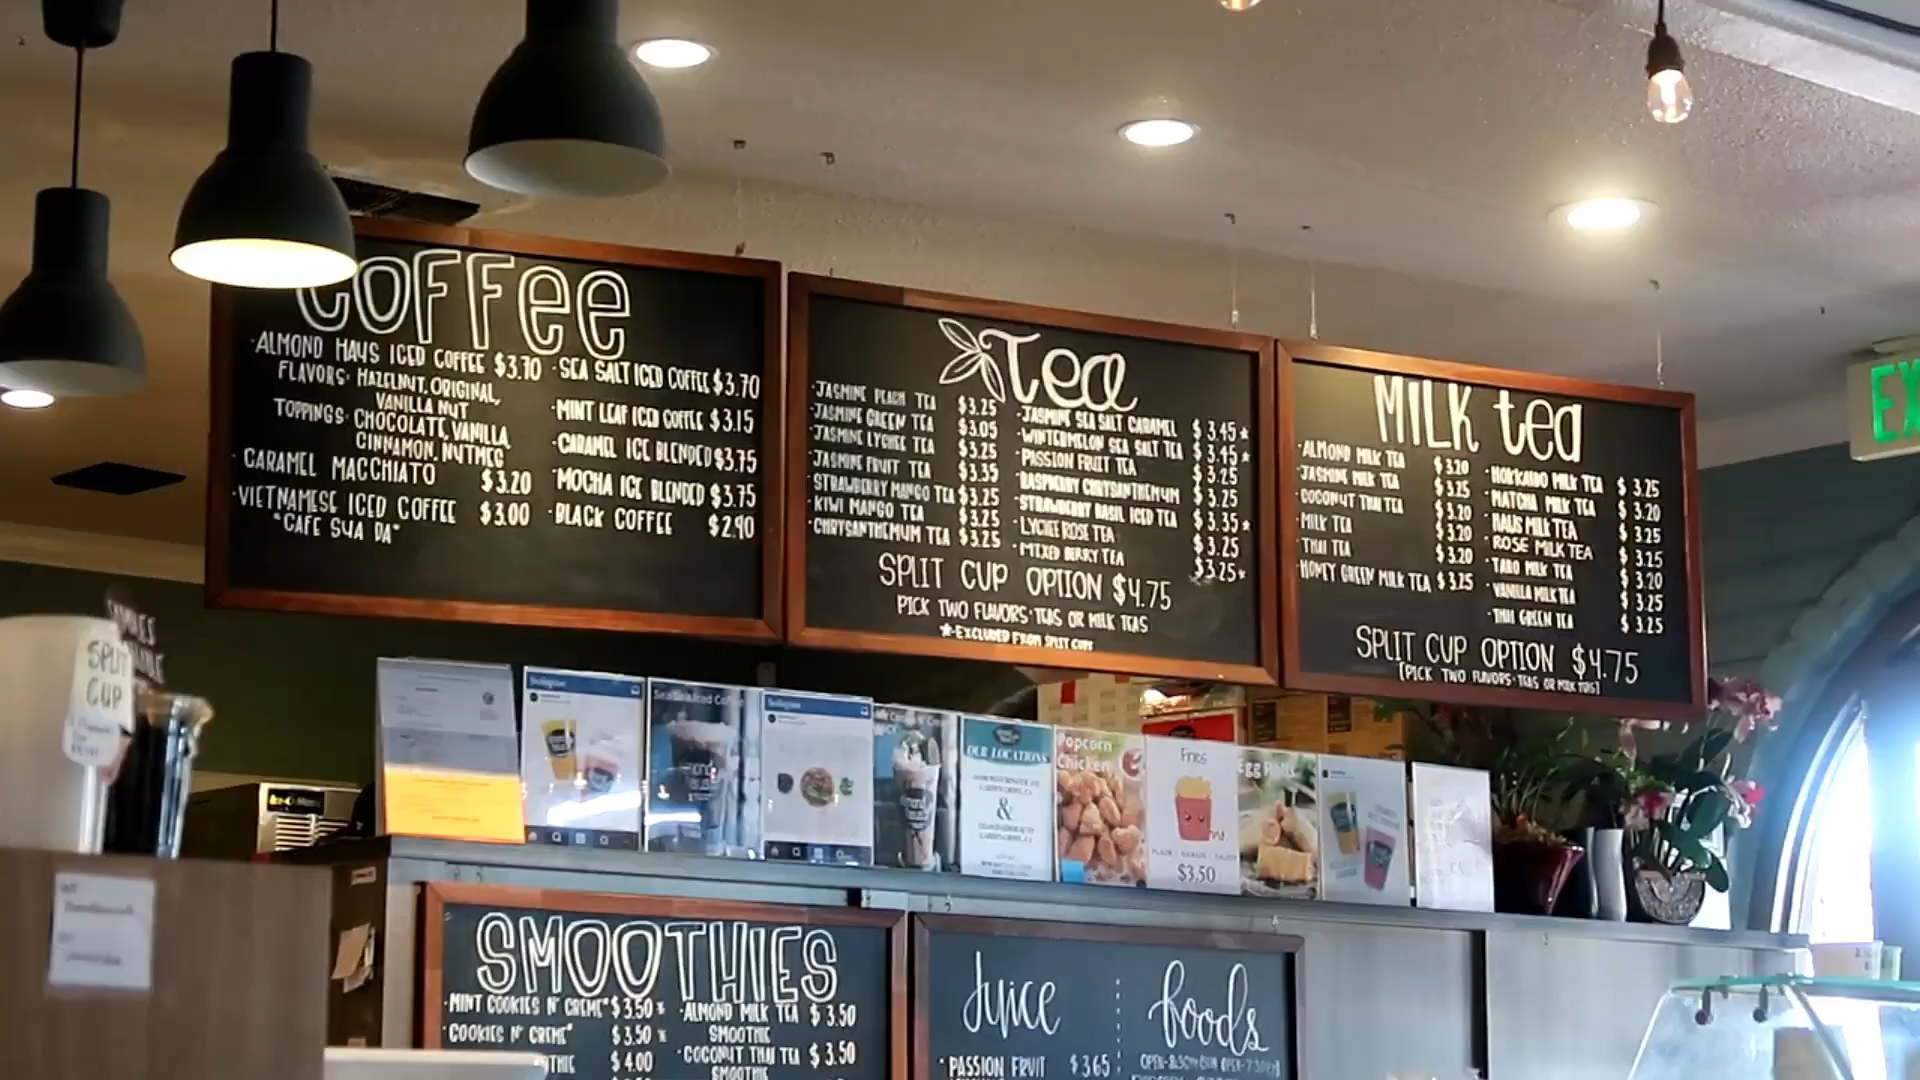 COFFEE
·ALMOND HAUS ICED COFFEE $3.70
FLAVORS: HAZELNUT, ORIGINAL,
VANILLA NUT
TOPPINGS: CHOCOLATE, VANILLA,
CINNAMON, NUTMEG
·CARAMEL MACCHIATO $3.20
·VIETNAMESE ICED COFFEE $3.00
"CAFE SUA DA"
·SEA SALT ICED COFFEE $3.70
·MINT LEAF ICED COFFEE $3.15
·CARAMEL ICE BLENDED $3.75
·MOCHA ICE BLENDED $3.75
·BLACK COFFEE $2.90
Tea
·JASMINE PEACH TEA $3.25
·JASMINE GREEN TEA $3.05
·JASMINE LYCHEE TEA $3.25
·JASMINE FRUIT TEA $3.35
·STRAWBERRY MANGO TEA $3.25
·KIWI MANGO TEA $3.25
·CHRYSANTHEMUM TEA $3.25
·JASMINE SEA SALT CARAMEL $3.45*
·WINTERMELON SEA SALT TEA $3.45*
·PASSION FRUIT TEA $3.25
·RASPBERRY CHRYSANTHEMUM $3.25
·STRAWBERRY BASIL ICED TEA $3.35*
·LYCHEE ROSE TEA $3.25
·MIXED BERRY TEA $3.25*
SPLIT CUP OPTION $4.75
PICK TWO FLAVORS·TEAS OR MILK TEAS
*·EXCLUDED FROM SPLIT CUPS
MILK tea
·ALMOND MILK TEA $3.20
·JASMINE MILK TEA $3.25
·COCONUT THAI TEA $3.20
·MILK TEA $3.20
·THAI TEA $3.20
·HONEY GREEN MILK TEA $3.25
·HOKKAIDO MILK TEA $3.25
·MATCHA MILK TEA $3.20
·HAUS MILK TEA $3.25
·ROSE MILK TEA $3.25
·TARO MILK TEA $3.20
·VANILLA MILK TEA $3.25
·THAI GREEN TEA $3.25
SPLIT CUP OPTION $4.75
[PICK TWO FLAVORS·TEAS OR MILK TEAS]
EX
SPLIT
CUP
Instagram
Sea Salt Iced
Instagram
OUR LOCATIONS
&
Popcorn
Chicken
Fries
$3.50
Egg Rolls
SMOOTHIES
·MINT COOKIES N' CREME* $3.50*
·COOKIES N' CREME* $3.50*
$4.00
·ALMOND MILK TEA $3.50
SMOOTHIE
·COCONUT THAI TEA $3.50
SMOOTHIE
Juice
·PASSION FRUIT $3.65
foods